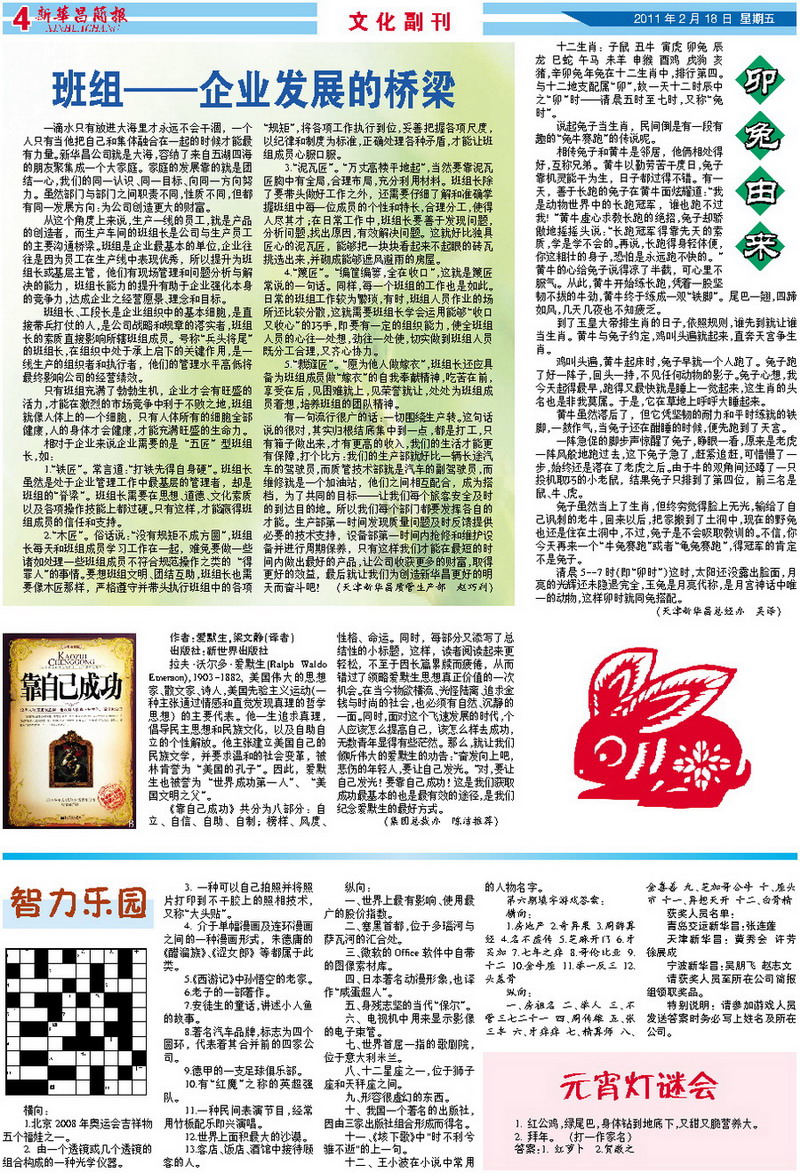 4 新華昌简报
XINHUACHANG
文化副刊
2011年2月18日 星期五
班组——企业发展的桥梁
一滴水只有放进大海里才永远不会干涸，一个
人只有当他把自己和集体融合在一起的时候才能最
有力量。新华昌公司就是大海，容纳了来自五湖四海
的朋友聚集成一个大家庭。家庭的发展靠的就是团
结一心，我们的同一认识、同一目标、向同一方向努
力。虽然部门与部门之间职责不同，性质不同，但都
有同一发展方向：为公司创造更大的财富。
从这个角度上来说，生产一线的员工，就是产品
的创造者，而生产车间的班组长是公司与生产员工
的主要沟通桥梁。班组是企业最基本的单位，企业往
往是因为员工在生产线中表现优秀，所以提升为班
组长或基层主管，他们有现场管理和问题分析与解
决的能力，班组长能力的提升有助于企业强化本身
的竞争力，达成企业之经营愿景、理念和目标。
班组长、工段长是企业组织中的基本细胞，是直
接带兵打仗的人，是公司战略和规章的落实者，班组
长的素质直接影响所辖班组成员。号称“兵头将尾”
的班组长，在组织中处于承上启下的关键作用，是一
线生产的组织者和执行者，他们的管理水平高低将
最终影响公司的经营绩效。
只有班组充满了勃勃生机，企业才会有旺盛的
活力，才能在激烈的市场竞争中利于不败之地，班组
就像人体上的一个细胞，只有人体所有的细胞全部
健康，人的身体才会健康，才能充满旺盛的生命力。
相对于企业来说企业需要的是“五匠”型班组
长，如：
1.“铁匠”。常言道：“打铁先得自身硬”。班组长
虽然是处于企业管理工作中最基层的管理者，却是
班组的“脊梁”。班组长需要在思想、道德、文化素质
以及各项操作技能上都过硬。只有这样，才能赢得班
组成员的信任和支持。
2.“木匠”。俗话说：“没有规矩不成方圆”，班组
长每天和班组成员学习工作在一起，难免要做一些
诸如处理一些班组成员不符合规范操作之类的“得
罪人”的事情。要想班组文明、团结互助，班组长也需
要像木匠那样，严格遵守并带头执行班组中的各项
“规矩”，将各项工作执行到位，妥善把握各项尺度，
以纪律和制度为标准，正确处理各种矛盾，才能让班
组成员心服口服。
3.“泥瓦匠”。“万丈高楼平地起”，当然要靠泥瓦
匠胸中有全局，合理布局，充分利用材料。班组长除
了要带头做好工作之外，还需要仔细了解和准确掌
握班组中每一位成员的个性和特长，合理分工，使得
人尽其才；在日常工作中，班组长要善于发现问题，
分析问题，找出原因，有效解决问题。这就好比独具
匠心的泥瓦匠，能够把一块块看起来不起眼的砖瓦
挑选出来，并砌成能够遮风避雨的房屋。
4.“篾匠”。“编筐编篓，全在收口”，这就是篾匠
常说的一句话。同样，每一个班组的工作也是如此。
日常的班组工作较为繁琐，有时，班组人员作业的场
所还比较分散，这就需要班组长学会运用能够“收口
又收心”的巧手，即要有一定的组织能力，使全班组
人员的心往一处想，劲往一处使，切实做到班组人员
既分工合理，又齐心协力。
5.“裁缝匠”。“愿为他人做嫁衣”，班组长还应具
备为班组成员做“嫁衣”的自我奉献精神，吃苦在前，
享受在后，见困难就上，见荣誉就让，处处为班组成
员着想，培养班组的团队精神。
有一句流行很广的话：一切围绕生产转。这句话
说的很对，其实归根结底集中到一点，都是打工，只
有箱子做出来，才有更高的收入，我们的生活才能更
有保障，打个比方：我们的生产部就好比一辆长途汽
车的驾驶员，而质管技术部就是汽车的副驾驶员，而
维修就是一个加油站，他们之间相互配合，成为搭
档，为了共同的目标——让我们每个旅客安全及时
的到达目的地。所以我们每个部门都要发挥各自的
才能。生产部第一时间发现质量问题及时反馈提供
必要的技术支持，设备部第一时间内抢修和维护设
备并进行周期保养，只有这样我们才能在最短的时
间内做出最好的产品，让公司收获更多的财富，取得
更好的效益，最后就让我们为创造新华昌更好的明
天而奋斗吧！ （天津新华昌质管生产部 赵巧利）
卯兔由来
十二生肖：子鼠 丑牛 寅虎 卯兔 辰
龙 巳蛇 午马 未羊 申猴 酉鸡 戌狗 亥
猪，辛卯兔年兔在十二生肖中，排行第四。
与十二地支配属“卯”，故一天十二时辰中
之“卯”时——清晨五时至七时，又称“兔
时”。
说起兔子当生肖，民间倒是有一段有
趣的“兔牛赛跑”的传说呢。
相传兔子和黄牛是邻居，他俩相处得
好，互称兄弟。黄牛以勤劳苦干度日，兔子
靠机灵能干为生，日子都过得不错。有一
天，善于长跑的兔子在黄牛面炫耀道：“我
是动物世界中的长跑冠军，谁也跑不过
我！”黄牛虚心求教长跑的绝招，兔子却骄
傲地摇摇头说：“长跑冠军得靠先天的素
质，学是学不会的。再说，长跑得身轻体便，
你这粗壮的身子，恐怕是永远跑不快的。”
黄牛的心给兔子说得凉了半截，可心里不
服气。从此，黄牛开始练长跑，凭着一股坚
韧不拔的牛劲，黄牛终于练成一双“铁脚”。尾巴一翘，四蹄
如风，几天几夜也不知疲乏。
到了玉皇大帝排生肖的日子，依照规则，谁先到就让谁
当生肖。黄牛与兔子约定，鸡叫头遍就起来，直奔天宫争生
肖。
鸡叫头遍，黄牛起床时，兔子早就一个人跑了。兔子跑
了好一阵子，回头一持，不见任何动物的影子。兔子心想，我
今天起得最早，跑得又最快就是睡上一觉起来，这生肖的头
名也是非我莫属。于是，它在草地上呼呼大睡起来。
黄牛虽然落后了，但它凭坚韧的耐力和平时练就的铁
脚，一鼓作气，当兔子还在酣睡的时候，便先跑到了天宫。
一阵急促的脚步声惊醒了兔子，睁眼一看，原来是老虎
一阵风般地跑过去，这下兔子急了，赶紧追赶，可惜慢了一
步，始终还是落在了老虎之后。由于牛的双角间还蹲了一只
投机取巧的小老鼠，结果兔子只排到了第四位，前三名是
鼠、牛、虎。
兔子虽然当上了生肖，但终究觉得脸上无光，输给了自
己讥刺的老牛，回来以后，把家搬到了土洞中，现在的野兔
也还是住在土洞中，不过，兔子是不会吸取教训的。不信，你
今天再来一个“牛兔赛跑”或者“龟兔赛跑”，得冠军的肯定
不是兔子。
清晨5--7时（即“卯时”）这时，太阳还没露出脸面，月
亮的光辉还未隐退完全，玉兔是月亮代称，是月宫神话中唯
一的动物，这样卯时就同兔搭配。
（天津新华昌总经办 吴泽）
KAOZIJI
CHENGGONG
靠自己成功
作者：爱默生，梁文静（译者）
出版社：新世界出版社
拉夫·沃尔多·爱默生(Ralph Waldo
Emerson)，1903-1882，美国伟大的思想
家、散文家、诗人，美国先验主义运动（一
种主张通过情感和直觉发现真理的哲学
思想）的主要代表。他一生追求真理，
倡导民主思想和民族文化，以及自助自
立的个性解放。他主张建立美国自己的
民族文学，并要求温和的社会变革，被
林肯誉为“美国的孔子”。因此，爱默
生也被誉为“世界成功第一人”、“美
国文明之父”。
《靠自己成功》共分为八部分：自
立、自信、自助、自制；榜样、风度、
性格、命运。同时，每部分又添写了总
结性的小标题，这样，读者阅读起来更
轻松，不至于因长篇累牍而疲倦，从而
错过了领略爱默生思想真正价值的一次
机会。在当今物欲横流、光怪陆离、追求金
钱与时尚的社会，也必须有自然、沉静的
一面。同时，面对这个飞速发展的时代，个
人应该怎么提高自己，该怎么样去成功，
无数青年显得有些茫然。那么，就让我们
倾听伟大的爱默生的劝告：“奋发向上吧，
悲伤的年轻人，要让自己发光。”对，要让
自己发光！要靠自己成功！这是我们获取
成功最基本的也是最有效的途径，是我们
纪念爱默生的最好方式。
（集团总裁办 陈洁推荐）
智力乐园
横向：
1.北京2008年奥运会吉祥物
五个福娃之一。
2. 由一个透镜或几个透镜的
组合构成的一种光学仪器。
3. 一种可以自己拍照并将照
片打印到不干胶上的照相技术，
又称“大头贴”。
4. 介于单幅漫画及连环漫画
之间的一种漫画形式，朱德庸的
《醋溜族》、《涩女郎》等都属于此
类。
5.《西游记》中孙悟空的老家。
6.老子的一部著作。
7.安徒生的童话，讲述小人鱼
的故事。
8.著名汽车品牌，标志为四个
圆环，代表着其合并前的四家公
司。
9.德甲的一支足球俱乐部。
10.有“红魔”之称的英超强
队。
11.一种民间表演节目，经常
用竹板配乐即兴演唱。
12.世界上面积最大的沙漠。
13.客店、饭店、酒馆中接待顾
客的人。
纵向：
一、世界上最有影响、使用最
广的股价指数。
二、塞黑首都，位于多瑙河与
萨瓦河的汇合处。
三、微软的Office软件中自带
的图像素材库。
四、日本著名动漫形象，也译
作“咸蛋超人”。
五、身残志坚的当代“保尔”。
六、电视机中用来显示影像
的电子束管。
七、世界首屈一指的歌剧院，
位于意大利米兰。
八、十二星座之一，位于狮子
座和天秤座之间。
九、形容很虚幻的东西。
十、我国一个著名的出版社，
因由三家出版社组合形成而得名。
十一、《垓下歌》中“时不利兮
骓不逝”的上一句。
十二、王小波在小说中常用
的人物名字。
第六期填字游戏答案：
横向：
1.房地产 2.奇异果 3.周辞算
经 4.名不虚传 5.芝麻开门 6.才
买加 7.七年之痒 8.哥伦比亚 9.
十二 10.金牛座 11.举一反三 12.
头盖骨
纵向：
一、房祖名 二、举人 三、不
管三七二十一 四、周传雄 五、张
三丰 六、牙痒痒 七、精算师 八、
金喜善 九、芝加哥公牛 十、座头
市 十一、异想天开 十二、白骨精
获奖人员名单：
青岛交运新华昌：张连莲
天津新华昌：黄秀会 许芳
徐展成
宁波新华昌：吴朋飞 赵志文
请获奖人员至所在公司简报
组领取奖品。
特别说明：请参加游戏人员
发送答案时务必写上姓名及所在
公司。
元宵灯谜会
1. 红公鸡，绿尾巴，身体钻到地底下，又甜又脆营养大。
2. 拜年。 （打一作家名）
答案：1. 红萝卜 2.贺敬之